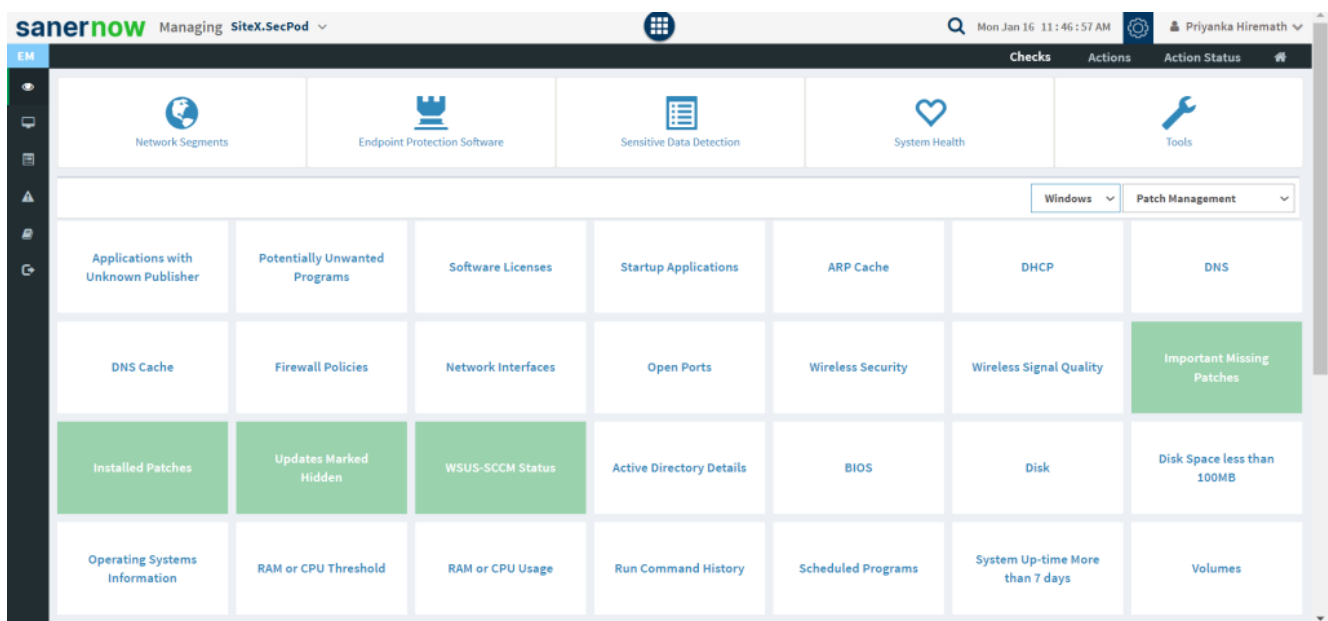 sanernow Managing SiteX.SecPod Mon Jan 16 11:46:57 AM Priyanka Hiremath
EM Checks Actions Action Status
Network Segments Endpoint Protection Software Sensitive Data Detection System Health Tools
Windows Patch Management
Applications with
Unknown Publisher
Potentially Unwanted
Programs
Software Licenses
Startup Applications
ARP Cache
DHCP
DNS
DNS Cache
Firewall Policies
Network Interfaces
Open Ports
Wireless Security
Wireless Signal Quality
Important Missing
Patches
Installed Patches
Updates Marked
Hidden
WSUS-SCCM Status
Active Directory Details
BIOS
Disk
Disk Space less than
100MB
Operating Systems
Information
RAM or CPU Threshold
RAM or CPU Usage
Run Command History
Scheduled Programs
System Up-time More
than 7 days
Volumes